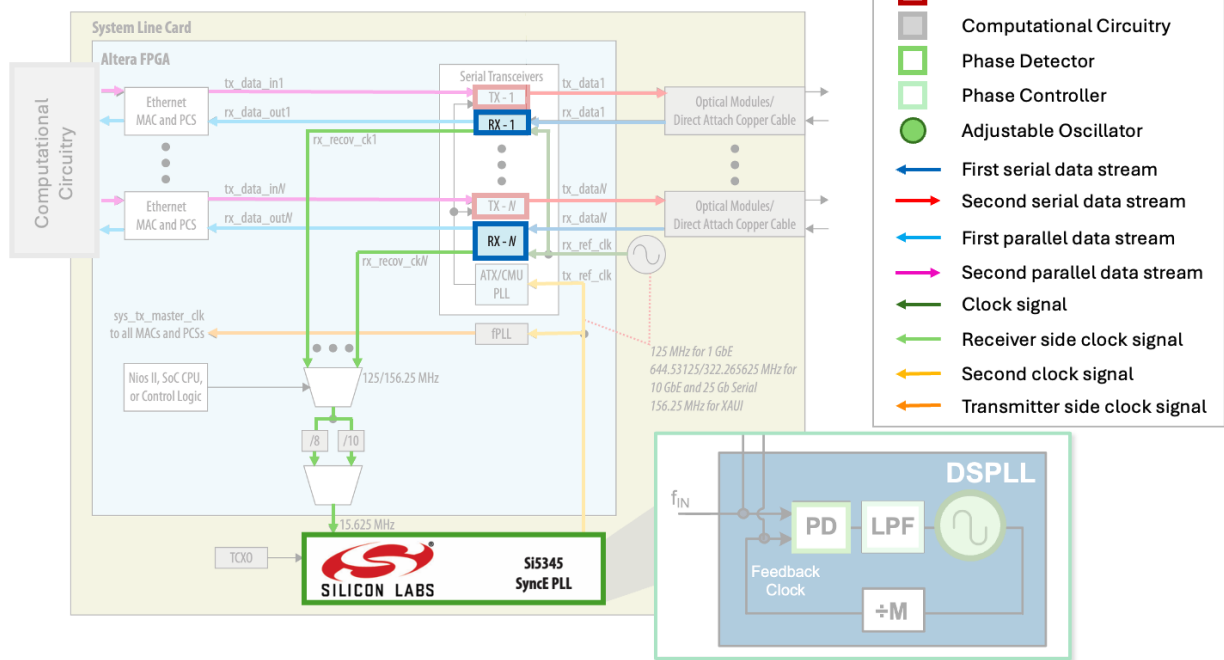 System Line Card
Altera FPGA
Computational
Circuitry
Ethernet
MAC and PCS
tx_data_in1
rx_data_out1
rx_recov_ck1
Serial Transceivers
TX - 1
RX - 1
tx_data1
rx_data1
Optical Modules/
Direct Attach Copper Cable
Ethernet
MAC and PCS
tx_data_inN
rx_data_outN
rx_recov_ckN
TX - N
RX - N
tx_dataN
rx_dataN
rx_ref_clk
tx_ref_clk
Optical Modules/
Direct Attach Copper Cable
ATX/CMU
PLL
sys_tx_master_clk
to all MACs and PCSs
fPLL
125 MHz for 1 GbE
644.53125/322.265625 MHz for
10 GbE and 25 Gb Serial
156.25 MHz for XAUI
Nios II, SoC CPU,
or Control Logic
125/156.25 MHz
/8
/10
15.625 MHz
TCXO
SILICON LABS
Si5345
SyncE PLL
Computational Circuitry
Phase Detector
Phase Controller
Adjustable Oscillator
First serial data stream
Second serial data stream
First parallel data stream
Second parallel data stream
Clock signal
Receiver side clock signal
Second clock signal
Transmitter side clock signal
DSPLL
fIN
PD
LPF
Feedback
Clock
÷M